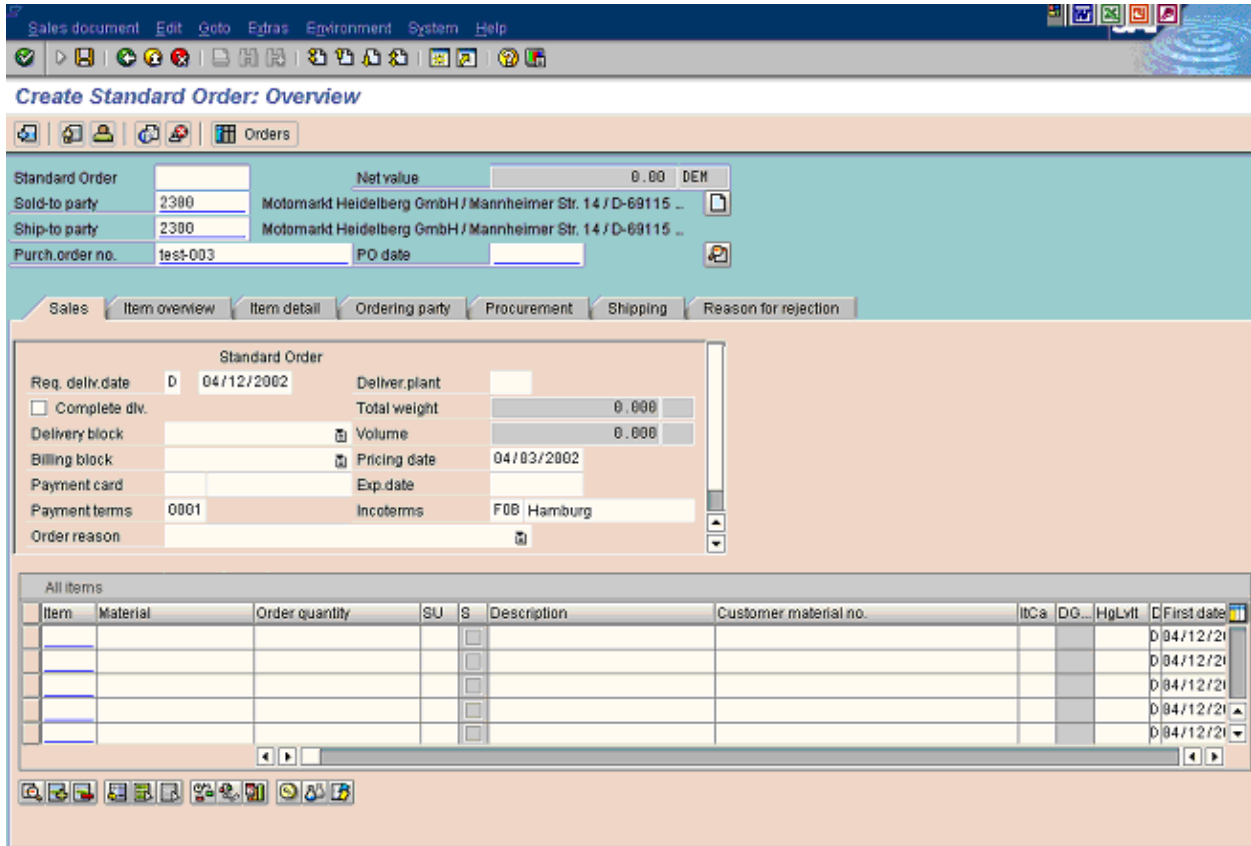 Sales document Edit Goto Extras Environment System Help
Create Standard Order: Overview
Orders
Standard Order Net value 0.00 DEM
Sold-to party 2300 Motomarkt Heidelberg GmbH / Mannheimer Str. 14 / D-69115 ...
Ship-to party 2300 Motomarkt Heidelberg GmbH / Mannheimer Str. 14 / D-69115 ...
Purch.order no. test-003 PO date
Sales Item overview Item detail Ordering party Procurement Shipping Reason for rejection
Standard Order
Req. deliv.date D 04/12/2002 Deliver.plant
Complete dlv. Total weight 0.000
Delivery block Volume 0.000
Billing block Pricing date 04/03/2002
Payment card Exp.date
Payment terms 0001 Incoterms FOB Hamburg
Order reason
All items
Item Material Order quantity SU S Description Customer material no. ItCa DG... HgLvIt D First date
D 04/12/20
D 04/12/20
D 04/12/20
D 04/12/20
D 04/12/20